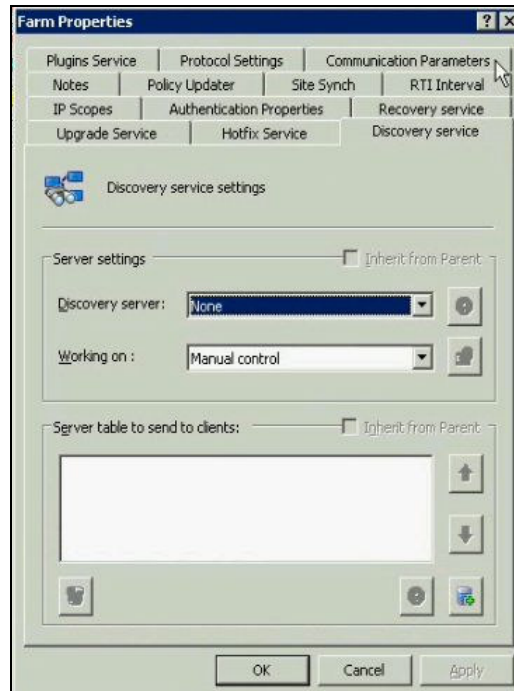 Farm Properties
Plugins Service Protocol Settings Communication Parameters
Notes Policy Updater Site Synch RTI Interval
IP Scopes Authentication Properties Recovery service
Upgrade Service Hotfix Service Discovery service
Discovery service settings
Server settings Inherit from Parent
Discovery server: None
Working on : Manual control
Server table to send to clients: Inherit from Parent
OK Cancel Apply